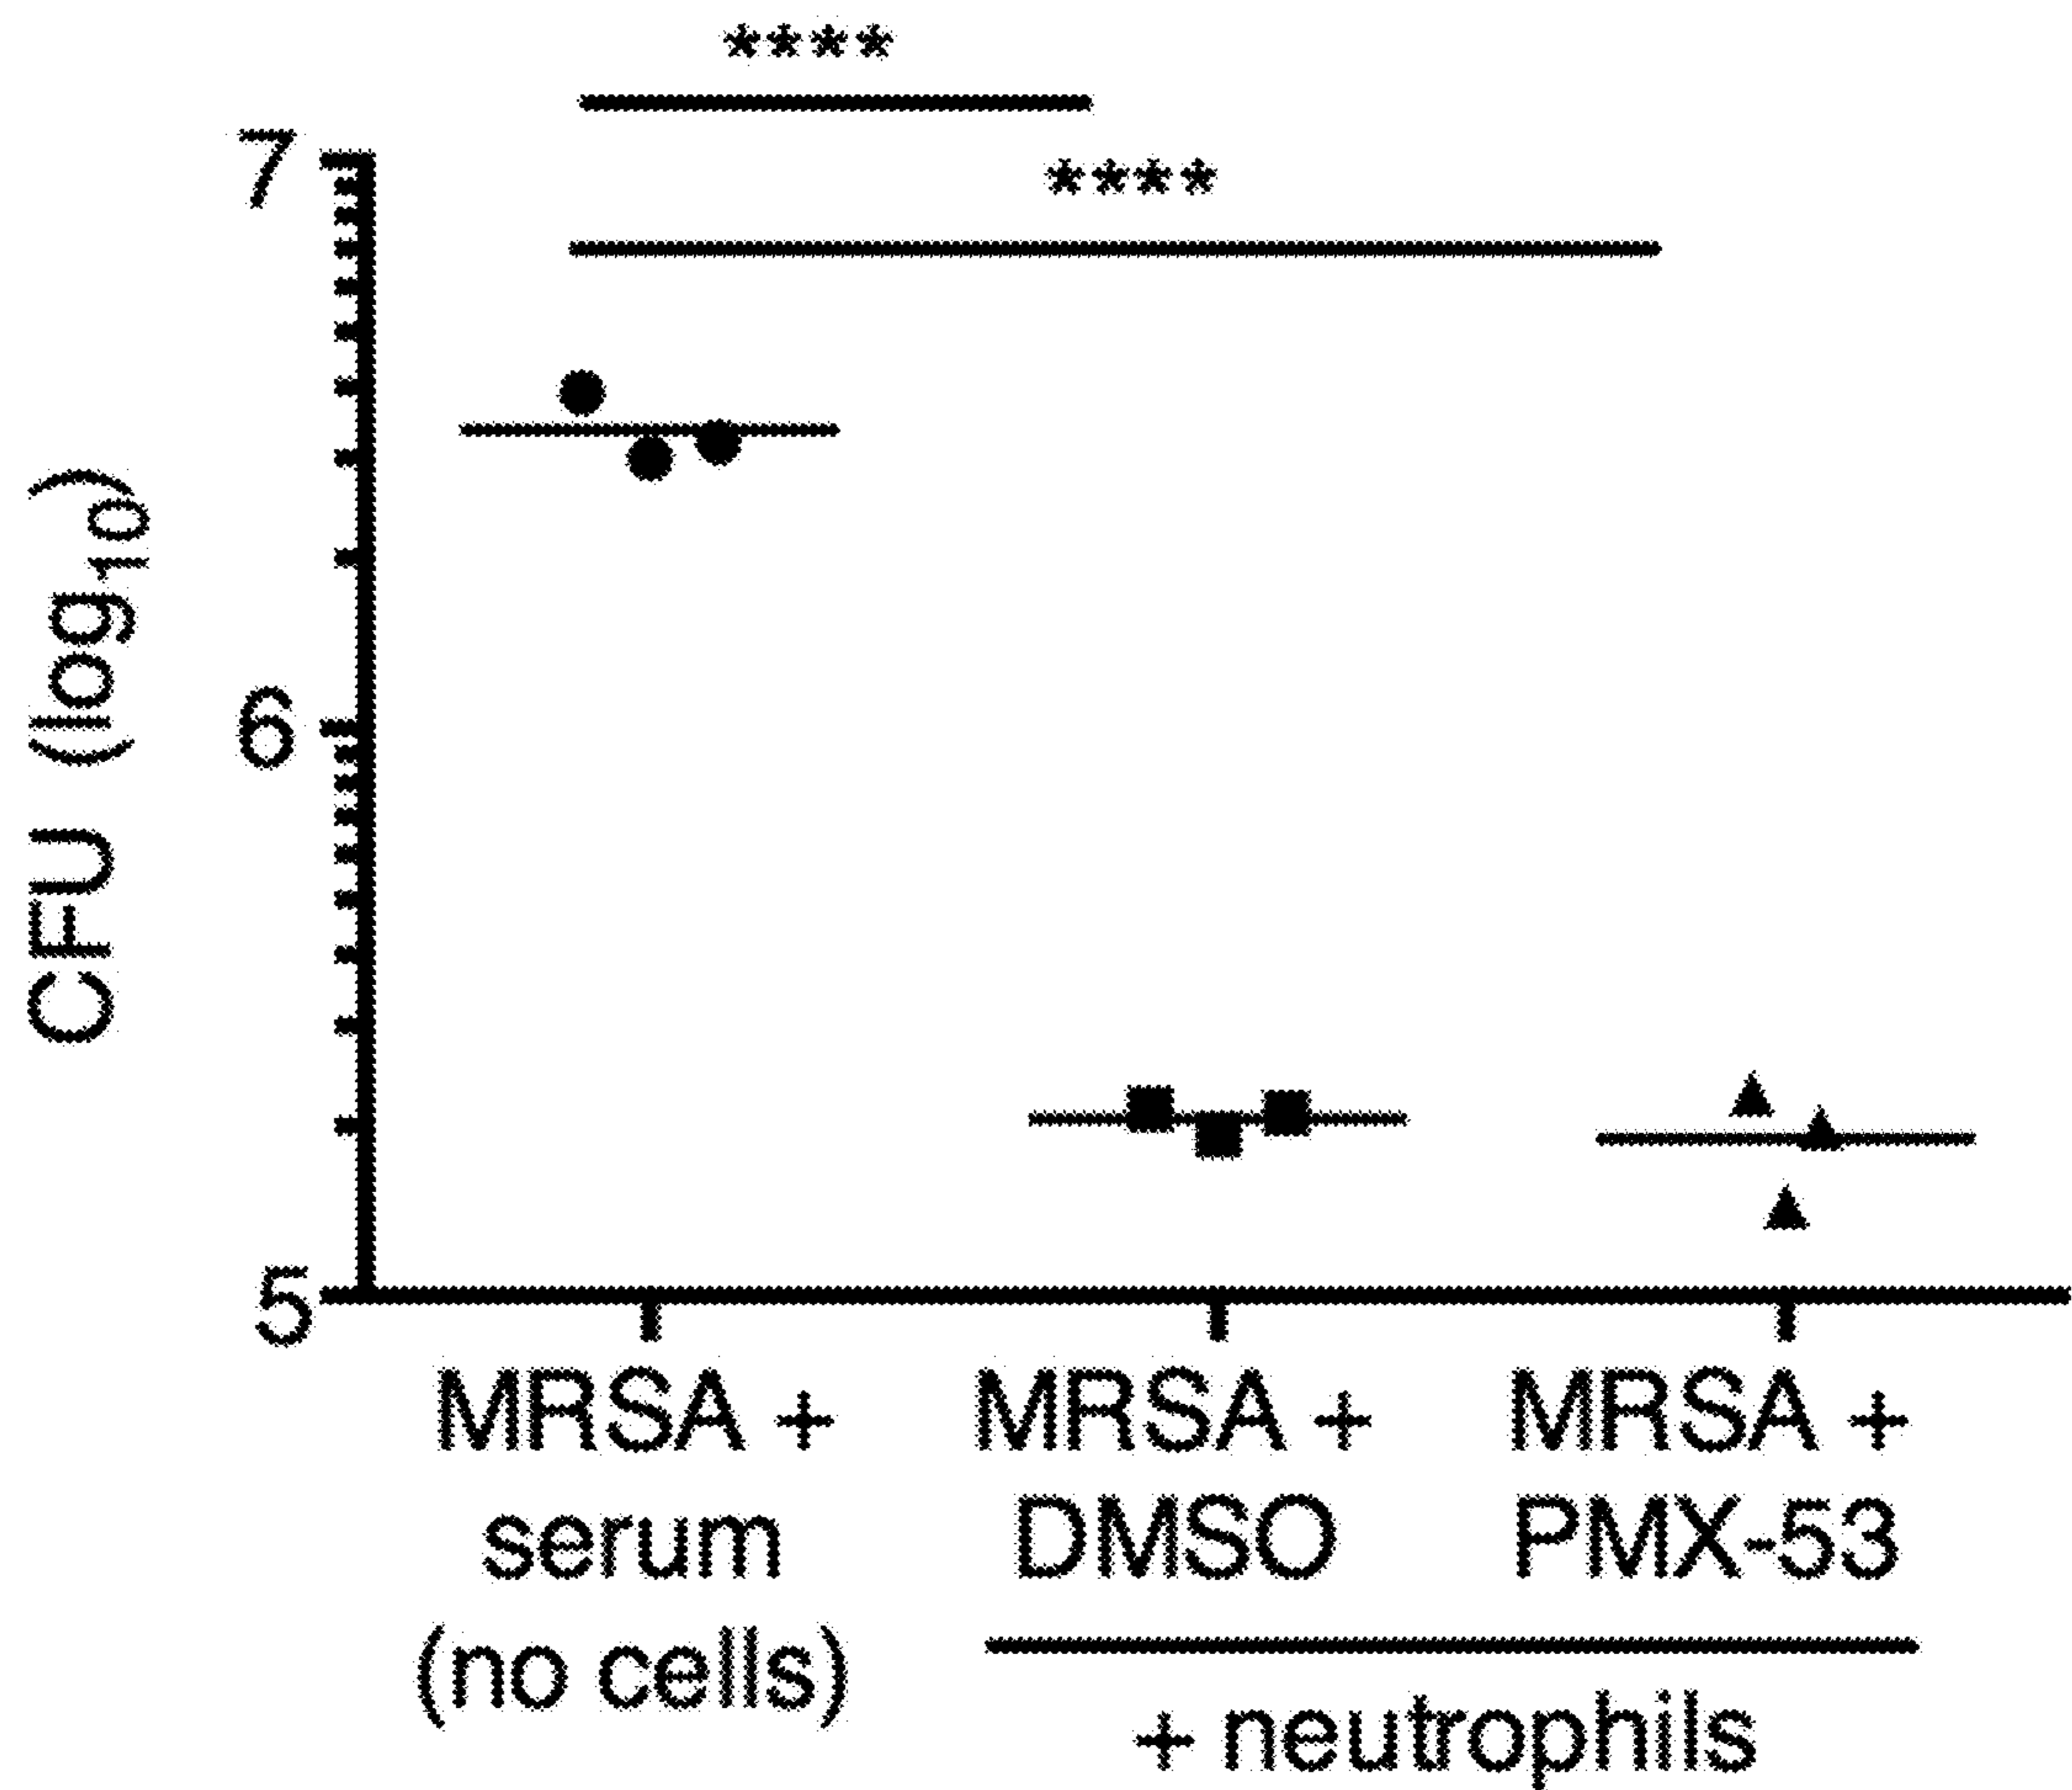 ****
****
7
6
5
CFU (log10)
MRSA +
serum
(no cells)
MRSA +
DMSO
MRSA +
PMX-53
+ neutrophils